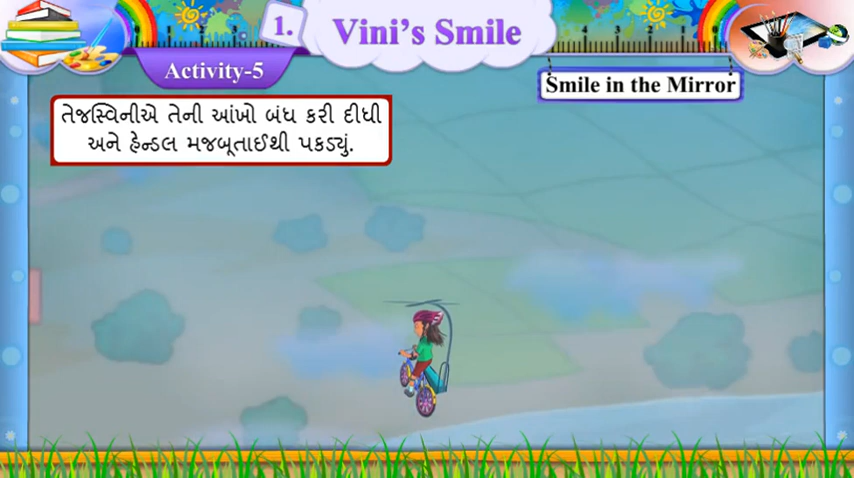 1.
Vini's Smile
Activity-5
Smile in the Mirror
તેજસ્વિનીએ તેની આંખો બંધ કરી દીધી
અને હેન્ડલ મજબૂતાઈથી પકડ્યું.